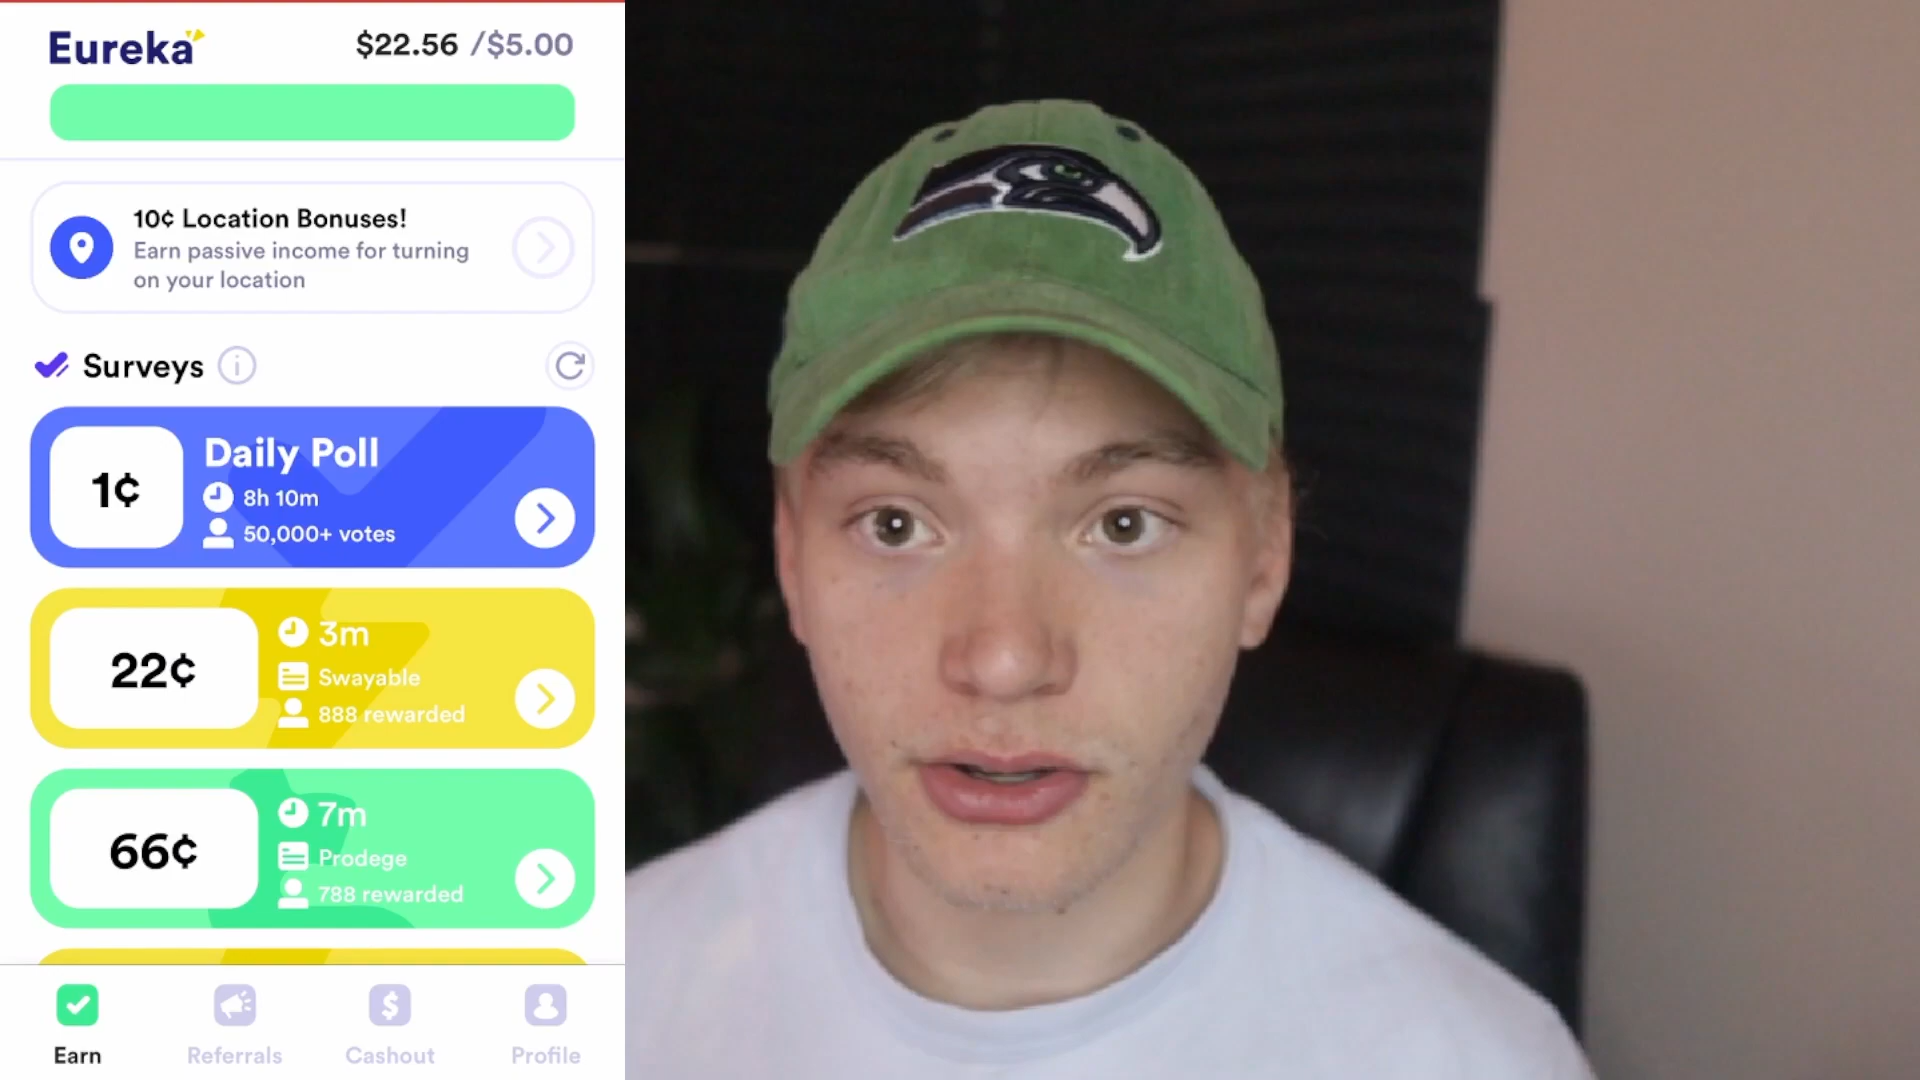 Eureka
$22.56 /$5.00
10¢ Location Bonuses!
Earn passive income for turning
on your location
Surveys
1¢
Daily Poll
8h 10m
50,000+ votes
22¢
3m
Swayable
888 rewarded
66¢
7m
Prodege
788 rewarded
Earn
Referrals
Cashout
Profile